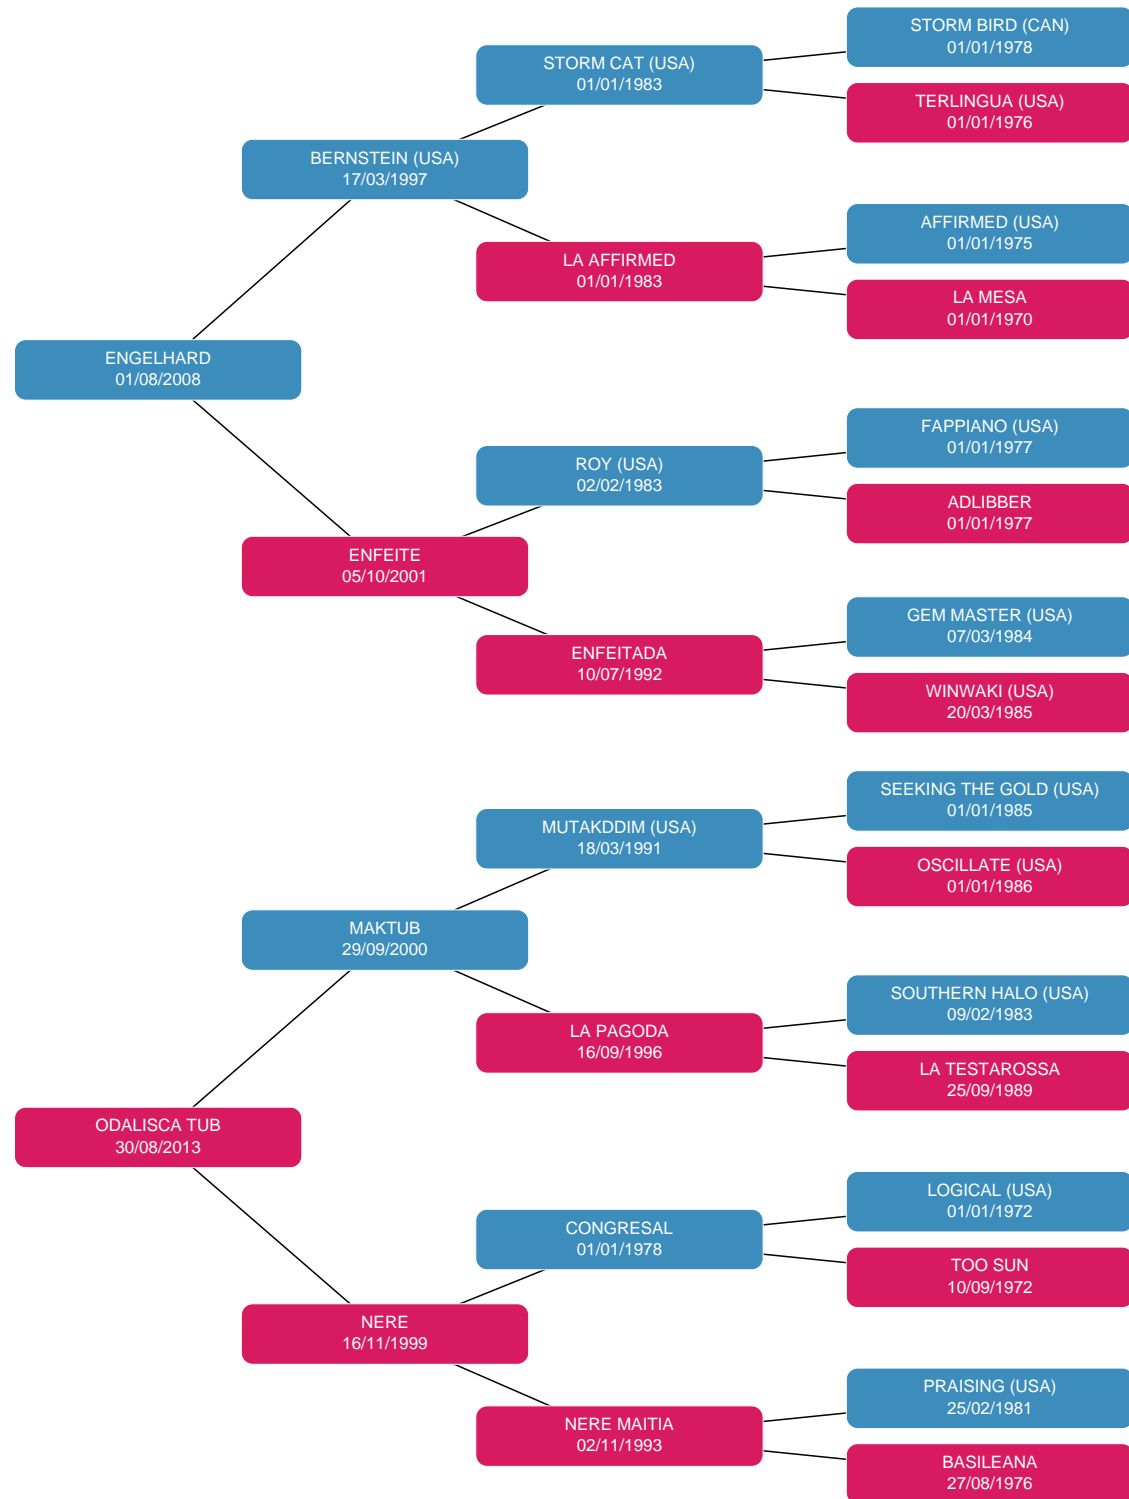 STORM BIRD (CAN)
01/01/1978
STORM CAT (USA)
01/01/1983
TERLINGUA (USA)
01/01/1976
BERNSTEIN (USA)
17/03/1997
AFFIRMED (USA)
01/01/1975
LA AFFIRMED
01/01/1983
LA MESA
01/01/1970
ENGELHARD
01/08/2008
FAPPIANO (USA)
01/01/1977
ROY (USA)
02/02/1983
ADLIBBER
01/01/1977
ENFEITE
05/10/2001
GEM MASTER (USA)
07/03/1984
ENFEITADA
10/07/1992
WINWAKI (USA)
20/03/1985
SEEKING THE GOLD (USA)
01/01/1985
MUTAKDDIM (USA)
18/03/1991
OSCILLATE (USA)
01/01/1986
MAKTUB
29/09/2000
SOUTHERN HALO (USA)
09/02/1983
LA PAGODA
16/09/1996
LA TESTAROSSA
25/09/1989
ODALISCA TUB
30/08/2013
LOGICAL (USA)
01/01/1972
CONGRESAL
01/01/1978
TOO SUN
10/09/1972
NERE
16/11/1999
PRAISING (USA)
25/02/1981
NERE MAITIA
02/11/1993
BASILEANA
27/08/1976